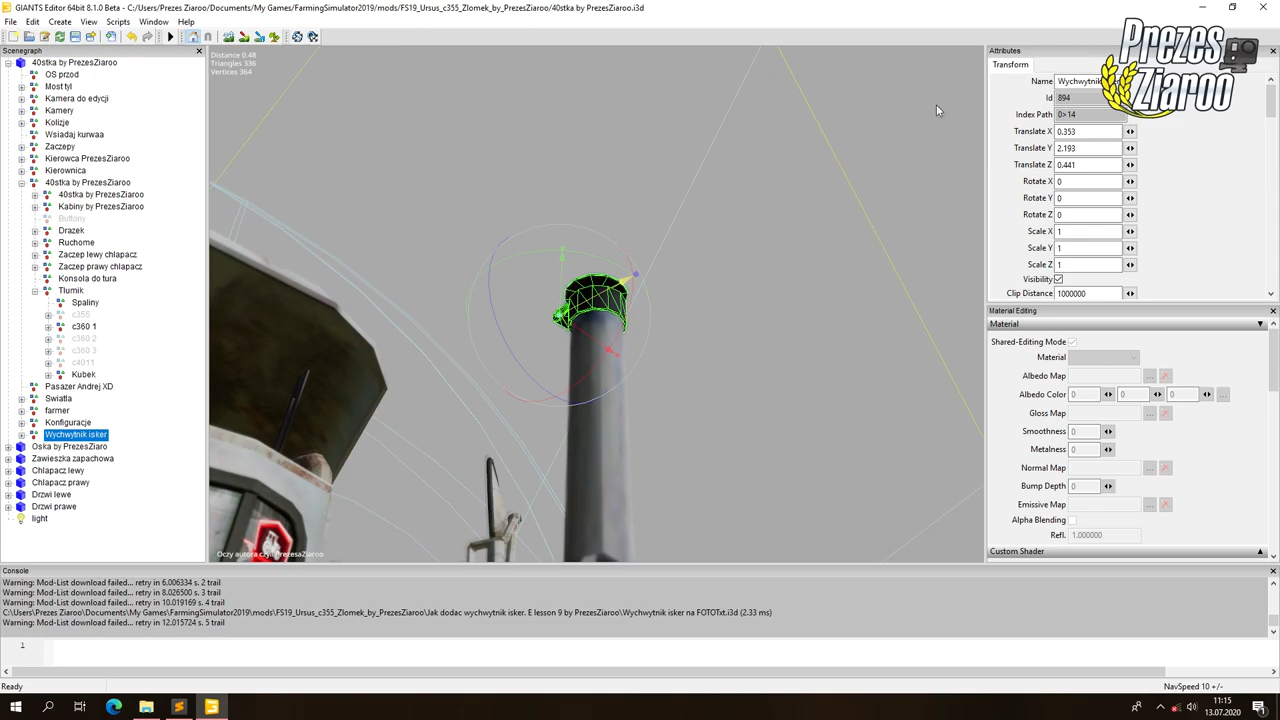 GIANTS Editor 64bit 8.1.0 Beta - C:/Users/Prezes Ziaroo/Documents/My Games/FarmingSimulator2019/mods/FS19_Ursus_c355_Zlomek_by_PrezesZiaroo/40stka by PrezesZiaroo.i3d
File Edit Create View Scripts Window Help
Scenegraph
40stka by PrezesZiaroo
OS przod
Most tyl
Kamera do edycji
Kamery
Kolizje
Wsiadaj kurwaa
Zaczepy
Kierowca PrezesZiaroo
Kierownica
40stka by PrezesZiaroo
40stka by PrezesZiaroo
Kabiny by PrezesZiaroo
Buttony
Drazek
Ruchome
Zaczep lewy chlapacz
Zaczep prawy chlapacz
Konsola do tura
Tlumik
Spaliny
c355
c360 1
c360 2
c360 3
c4011
Kubek
Pasazer Andrej XD
Swiatla
farmer
Konfiguracje
Wychwytnik isker
Oska by PrezesZiaro
Zawieszka zapachowa
Chlapacz lewy
Chlapacz prawy
Drzwi lewe
Drzwi prawe
light
Distance 0.48
Triangles 336
Vertices 364
Oczy autora czyl PrezesaZiaroo
Attributes
Transform
Name Wychwytnik
Id 894
Index Path 0>14
Translate X 0.353
Translate Y 2.193
Translate Z 0.441
Rotate X 0
Rotate Y 0
Rotate Z 0
Scale X 1
Scale Y 1
Scale Z 1
Visibility
Clip Distance 1000000
Prezes
Ziaroo
Material Editing
Material
Shared-Editing Mode
Material
Albedo Map ...
Albedo Color 0 0 0 ...
Gloss Map ...
Smoothness 0
Metalness 0
Normal Map ...
Bump Depth 0
Emissive Map ...
Alpha Blending
Refl. 1.000000
Custom Shader
Console
Warning: Mod-List download failed... retry in 6.006334 s. 2 trail
Warning: Mod-List download failed... retry in 8.026500 s. 3 trail
Warning: Mod-List download failed... retry in 10.019169 s. 4 trail
C:\Users\Prezes Ziaroo\Documents\My Games\FarmingSimulator2019\mods\FS19_Ursus_c355_Zlomek_by_PrezesZiaroo\Jak dodac wychwytnik isker. E lesson 9 by PrezesZiaroo\Wychwytnik isker na FOTOTxt.i3d (2.33 ms)
Warning: Mod-List download failed... retry in 12.015724 s. 5 trail
1
Ready
NavSpeed 10 +/-
11:15
13.07.2020